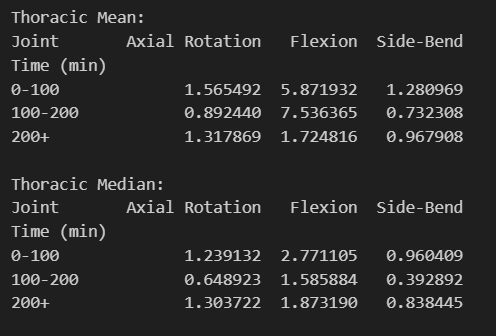 Thoracic Mean:
Joint Axial Rotation Flexion Side-Bend
Time (min)
0-100 1.565492 5.871932 1.280969
100-200 0.892440 7.536365 0.732908
200+ 1.317869 1.724816 0.967908
Thoracic Median:
Joint Axial Rotation Flexion Side-Bend
Time (min)
0-100 1.239132 2.771105 0.960409
100-200 0.648923 1.585884 0.392892
200+ 1.303722 1.873190 0.838445